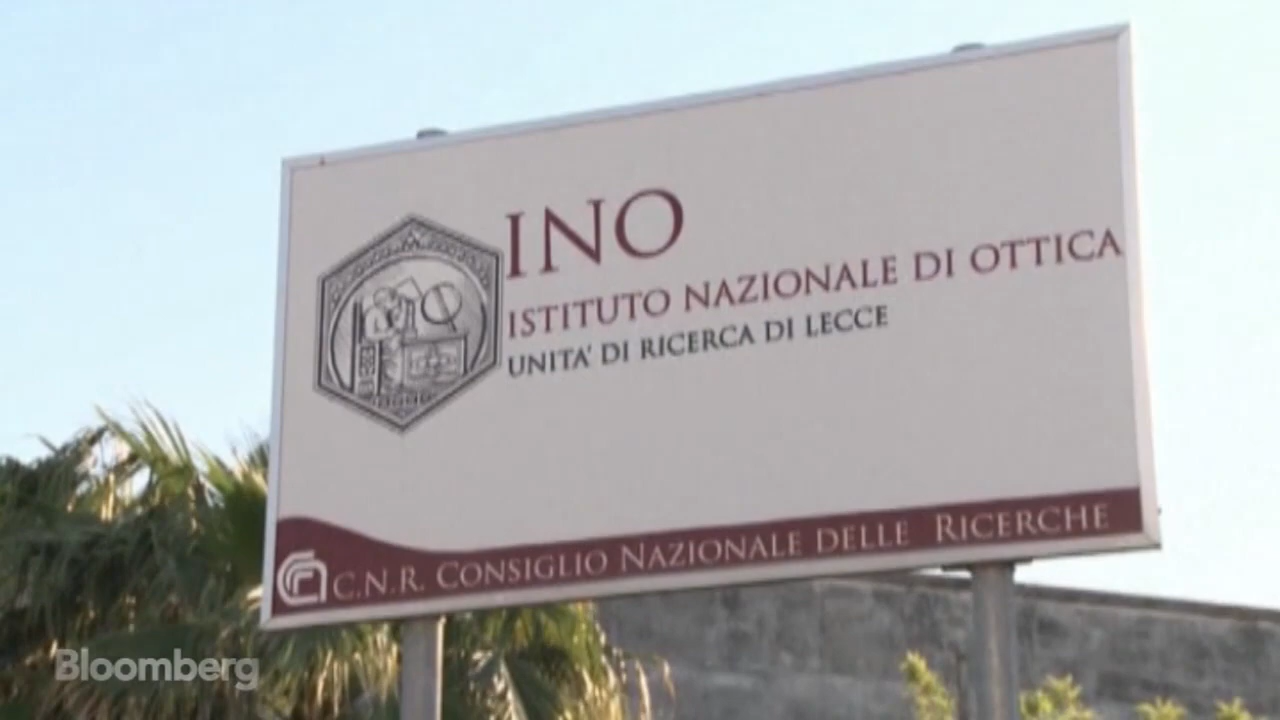 INO
ISTITUTO NAZIONALE DI OTTICA
UNITA' DI RICERCA DI LECCE
C.N.R. CONSIGLIO NAZIONALE DELLE RICERCHE
Bloomberg